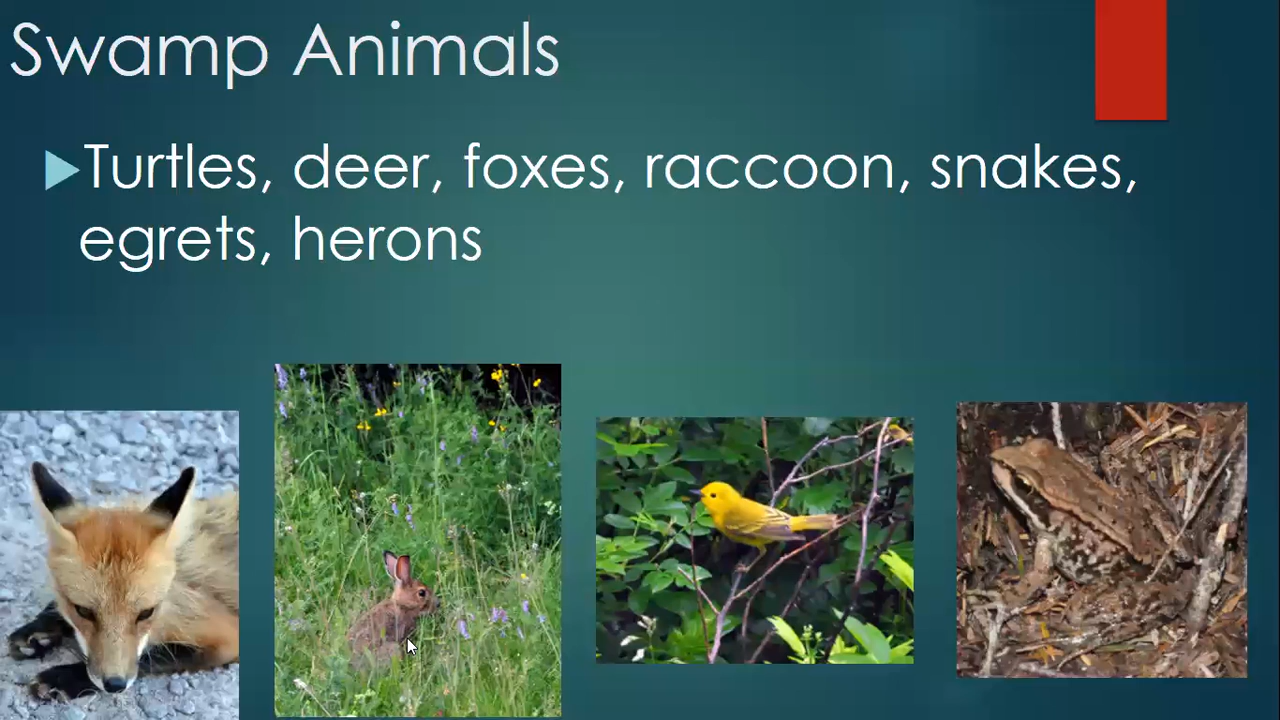 Swamp Animals
Turtles, deer, foxes, raccoon, snakes,
egrets, herons